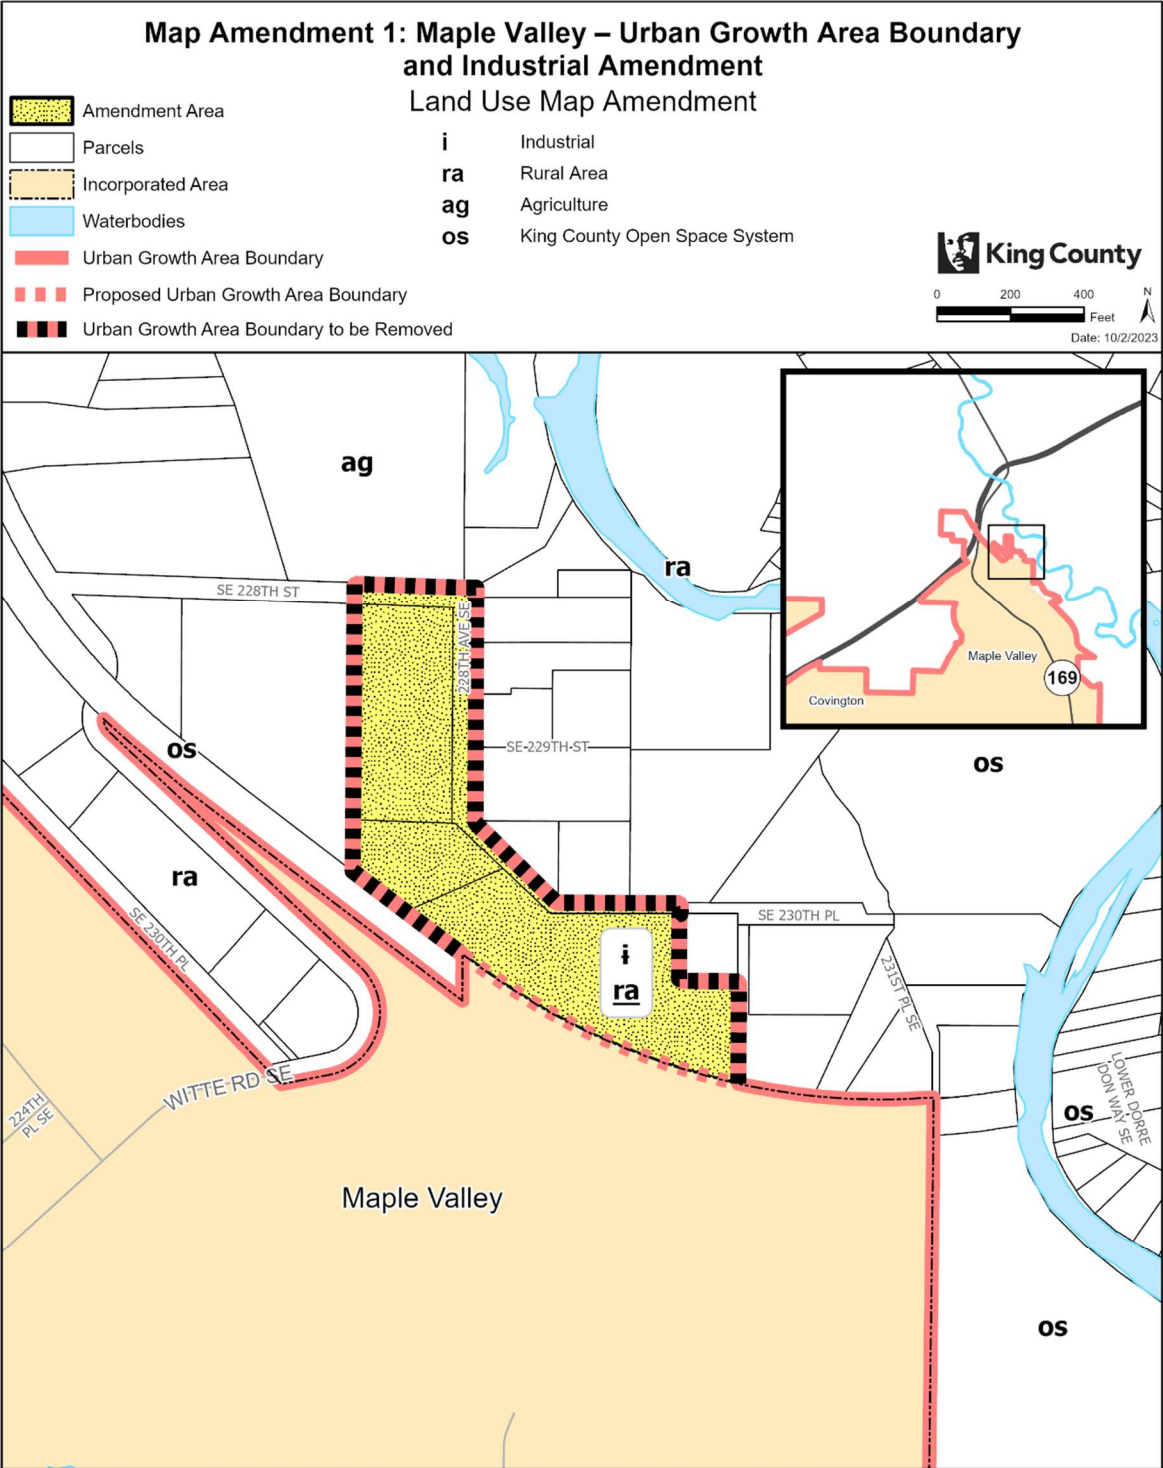 Map Amendment 1: Maple Valley – Urban Growth Area Boundary
and Industrial Amendment
Land Use Map Amendment
Amendment Area
Parcels
Incorporated Area
Waterbodies
Urban Growth Area Boundary
Proposed Urban Growth Area Boundary
Urban Growth Area Boundary to be Removed
i Industrial
ra Rural Area
ag Agriculture
os King County Open Space System
King County
0 200 400
Feet
N
Date: 10/2/2023
ag
ra
SE 228TH ST
228TH AVE SE
SE 229TH ST
Maple Valley
169
Covington
os
os
ra
SE 230TH PL
SE 230TH PL
i
ra
231ST PL SE
WITTE RD SE
224TH
PL SE
os
LOWER DORRE
DON WAY SE
Maple Valley
os